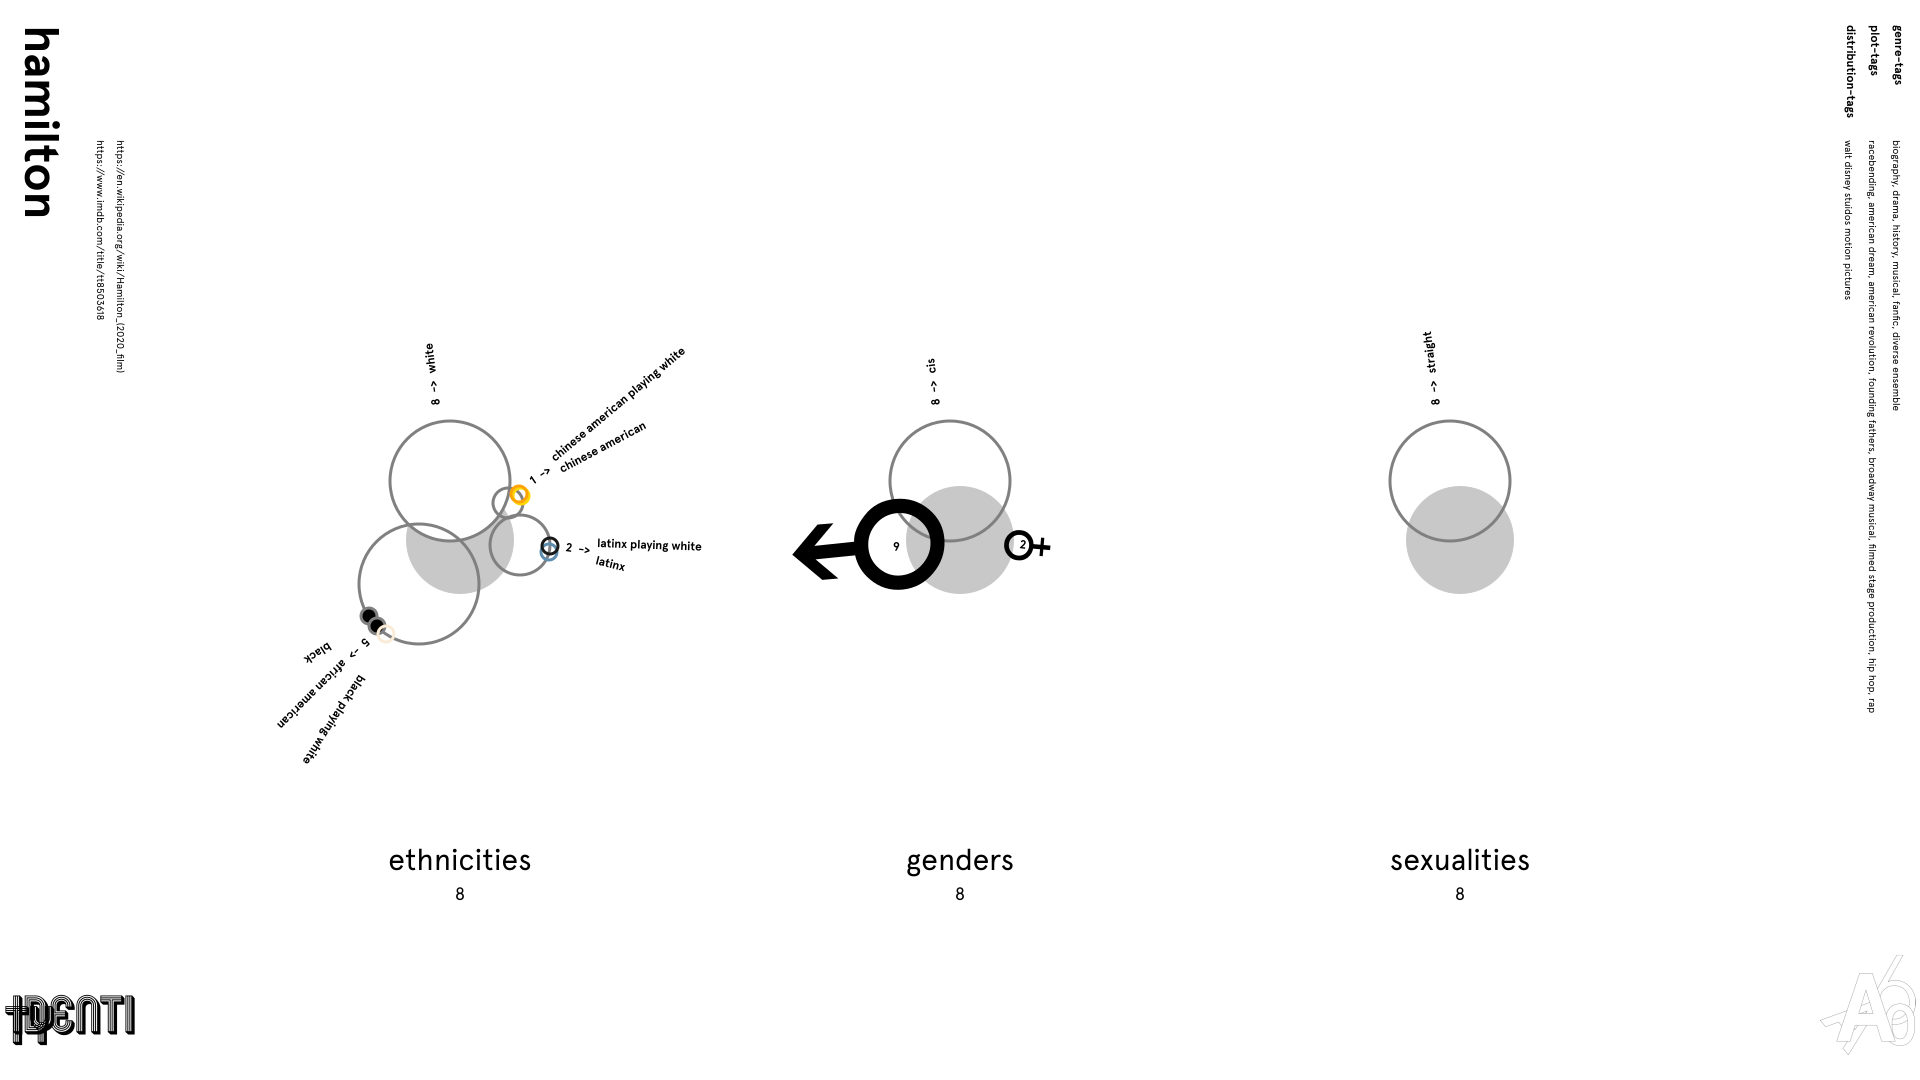 hamilton
https://en.wikipedia.org/wiki/Hamilton_(2020_film)
https://www.imdb.com/title/tt8503618
genre-tags
biography, drama, history, musical, fanfic, diverse ensemble
plot-tags
racebending, american dream, american revolution, founding fathers, broadway musical, filmed stage production, hip hop, rap
distribution-tags
walt disney stuidos motion pictures
8 -> white
1 -> chinese american playing white
chinese american
2 -> latinx playing white
latinx
black
5 -> african american
black playing white
ethnicities
8
8 -> cis
9
2
genders
8
8 -> straight
sexualities
8
IDENTI